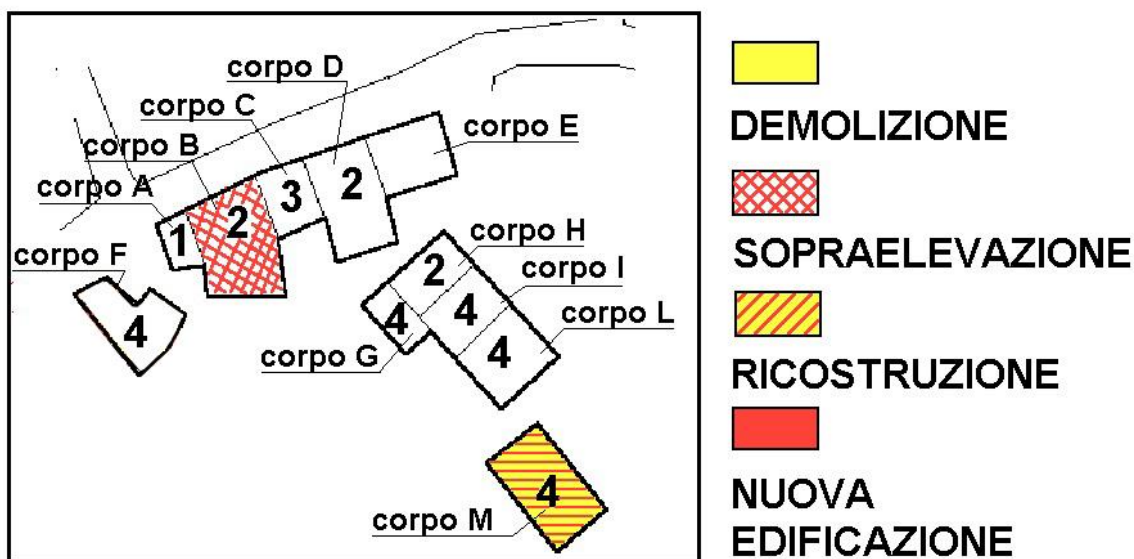 corpo D
corpo C
corpo B
corpo E
corpo A
3
2
2
1
corpo F
corpo H
2
corpo I
4
4
4
corpo L
4
corpo G
4
corpo M
DEMOLIZIONE
SOPRAELEVAZIONE
RICOSTRUZIONE
NUOVA
EDIFICAZIONE